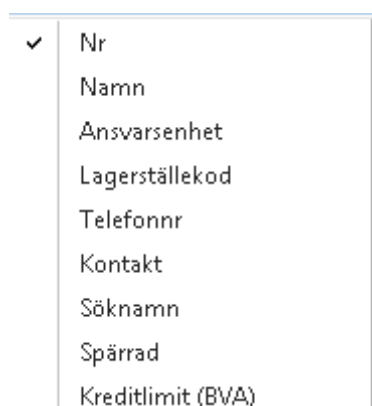 Nr
Namn
Ansvarsenhet
Lagerställekod
Telefonnr
Kontakt
Söknamn
Spärrad
Kreditlimit (BVA)